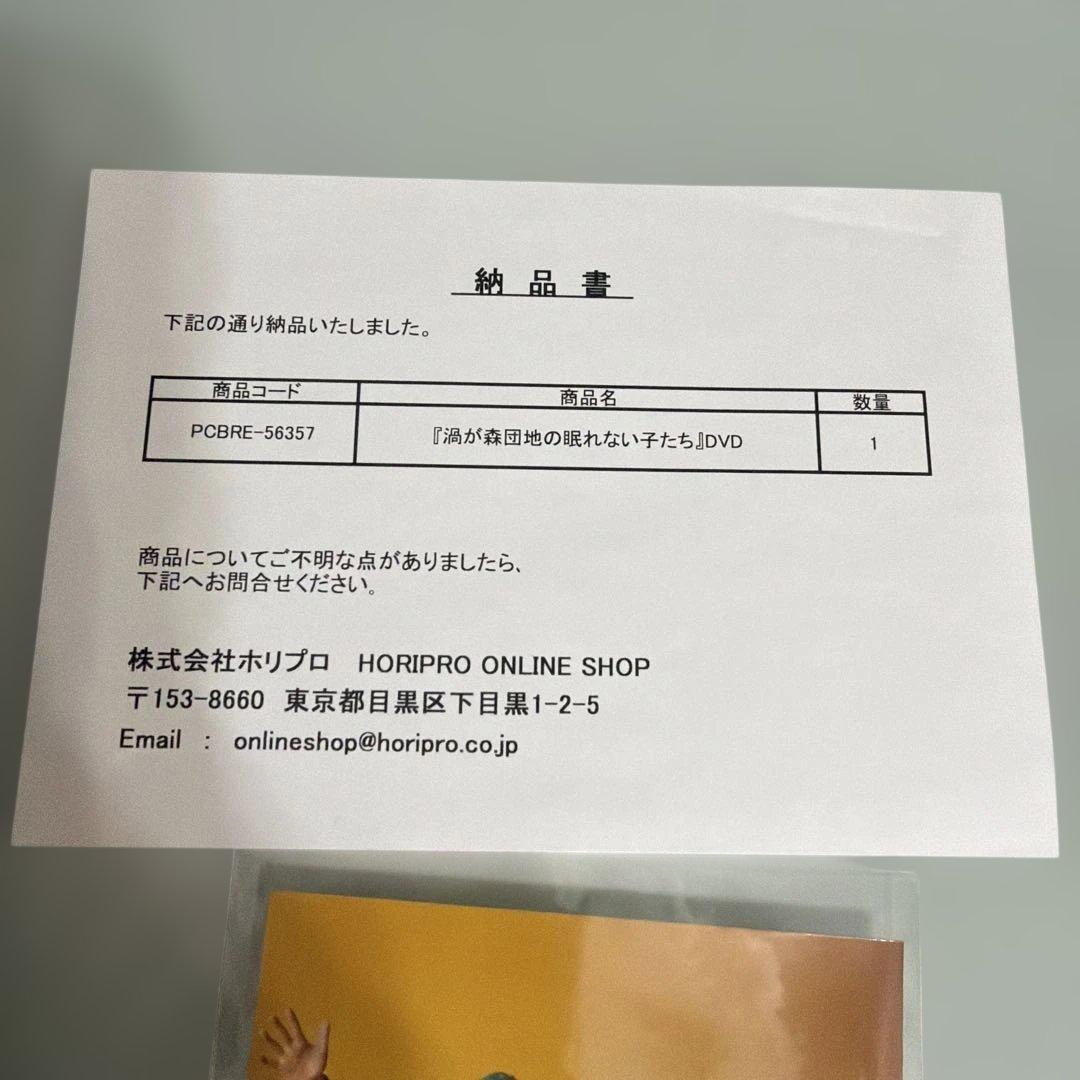 納品書
下記の通り納品いたしました。
商品コード 商品名 数量
PCBRE-56357 『渦が森団地の眠れない子たち』DVD 1
商品についてご不明な点がありましたら、
下記へお問合せください。
株式会社ホリプロ HORIPRO ONLINE SHOP
〒153-8660 東京都目黒区下目黒1-2-5
Email : onlineshop@horipro.co.jp